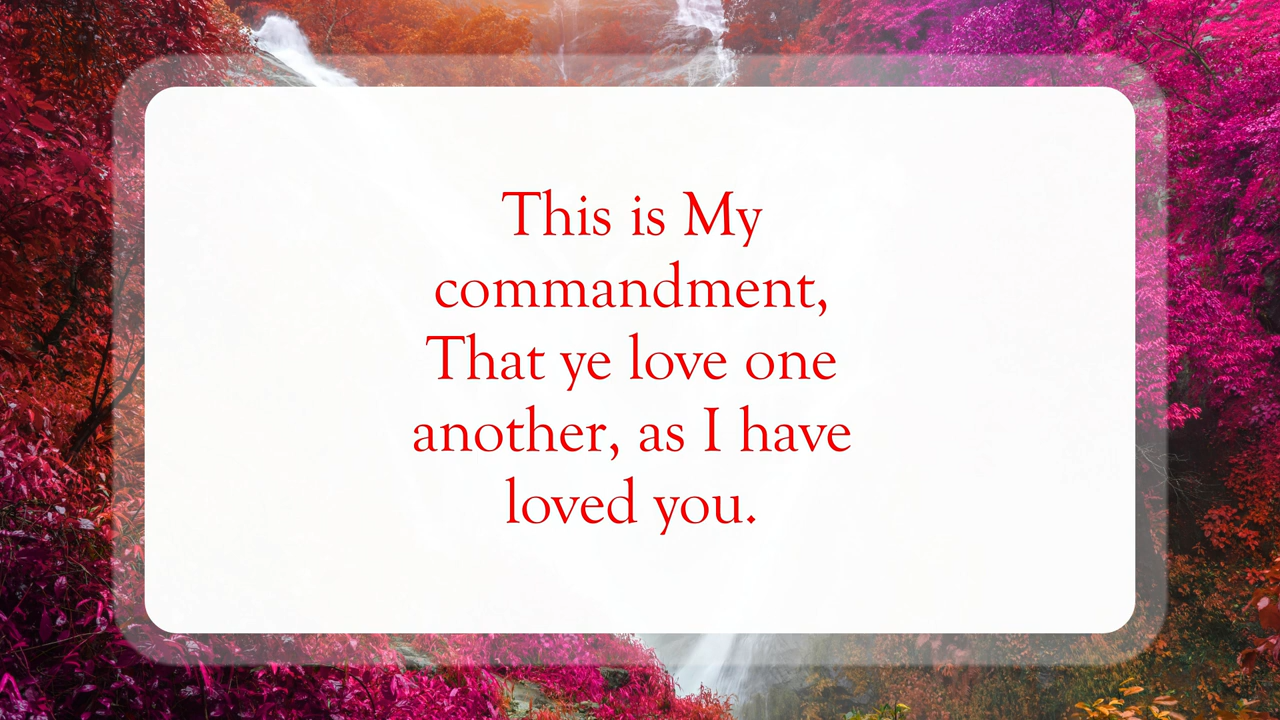 This is My
commandment,
That ye love one
another, as I have
loved you.